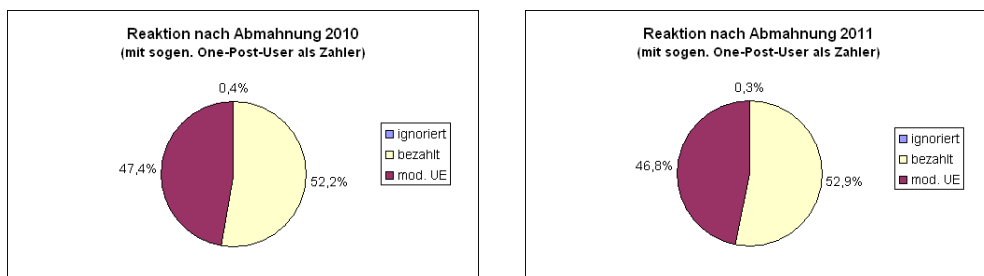 Reaktion nach Abmahnung 2010
(mit sogen. One-Post-User als Zahler)
0,4%
47,4%
52,2%
ignoriert
bezahlt
mod. UE
Reaktion nach Abmahnung 2011
(mit sogen. One-Post-User als Zahler)
0,3%
46,8%
52,9%
ignoriert
bezahlt
mod. UE